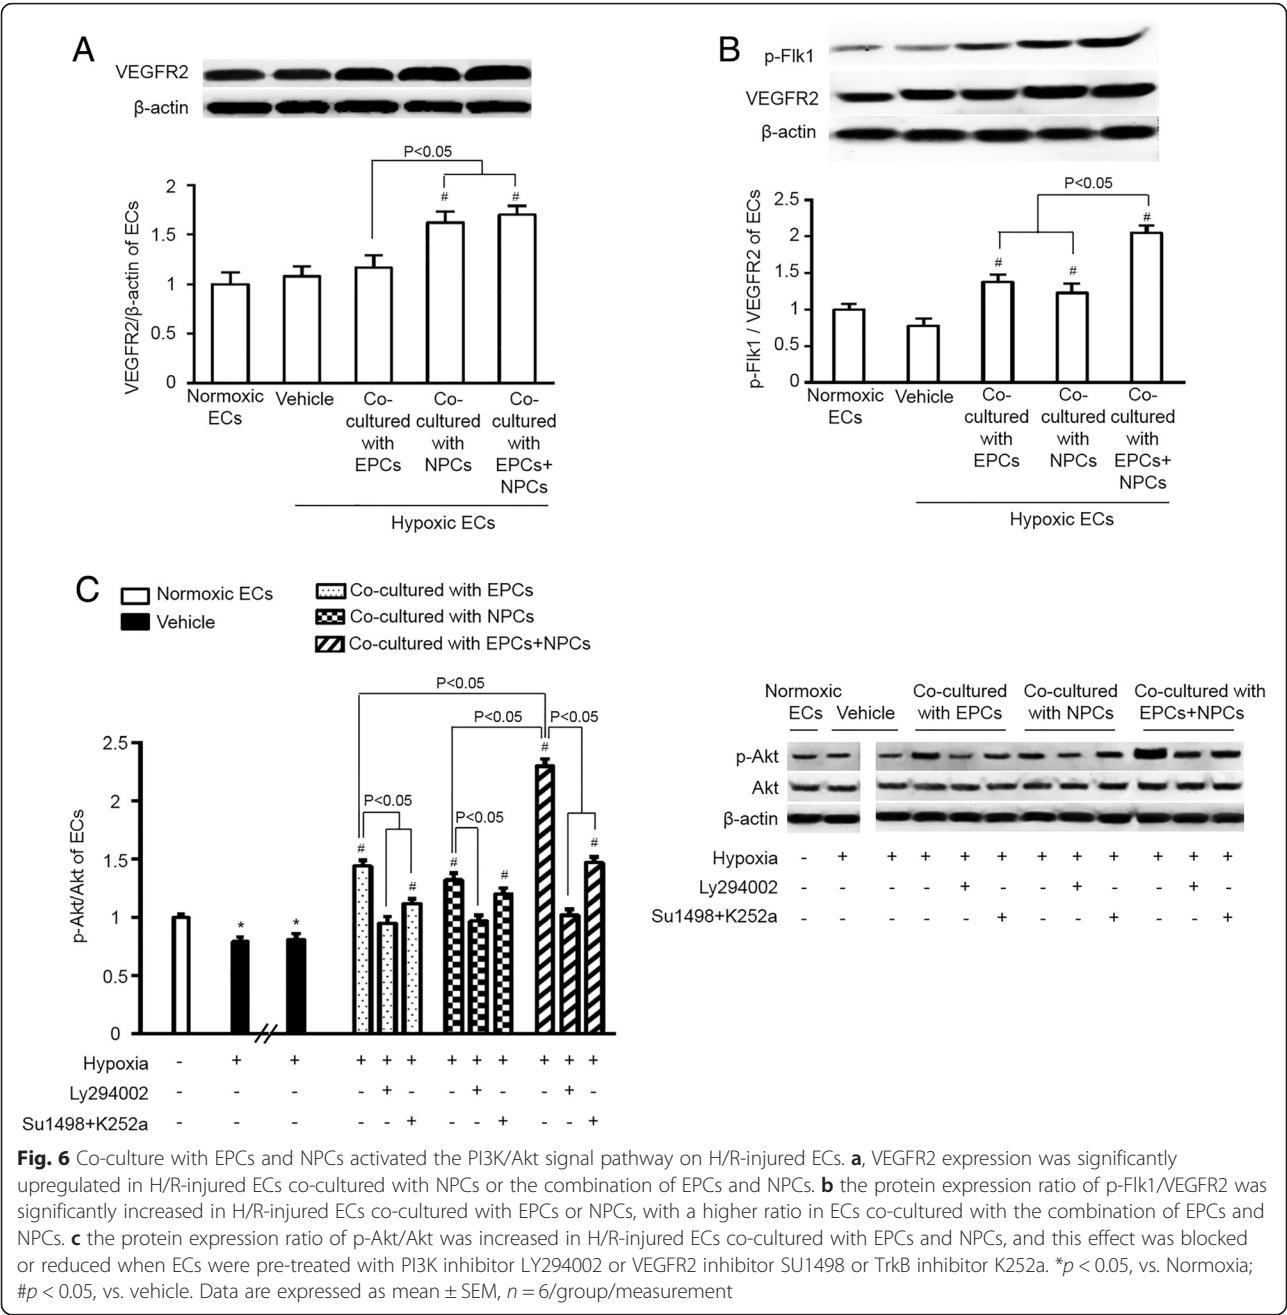 A
VEGFR2
β-actin
P<0.05
# #
VEGFR2/β-actin of ECs
2
1.5
1
0.5
0
Normoxic ECs
Vehicle
Co-cultured with EPCs
Co-cultured with NPCs
Co-cultured with EPCs+ NPCs
Hypoxic ECs
B
p-Flk1
VEGFR2
β-actin
P<0.05
# # #
p-Flk1 / VEGFR2 of ECs
2.5
2
1
1
0.5
0
Normoxic ECs
Vehicle
Co-cultured with EPCs
Co-cultured with NPCs
Co-cultured with EPCs+ NPCs
Hypoxic ECs
C
Normoxic ECs
Vehicle
Co-cultured with EPCs
Co-cultured with NPCs
Co-cultured with EPCs+NPCs
P<0.05
P<0.05 P<0.05
P<0.05
P<0.05
* * # # # # # #
p-Akt/Akt of ECs
2.5
2
1.5
1
0.5
0
Hypoxia - + + + + + + + + + + +
Ly294002 - - - - + - - + - - + -
Su1498+K252a - - - - - + - - + - - +
Normoxic ECs
Vehicle
Co-cultured with EPCs
Co-cultured with NPCs
Co-cultured with EPCs+NPCs
p-Akt
Akt
β-actin
Hypoxia - + + + + + + + + + + +
Ly294002 - - - - + - - + - - + -
Su1498+K252a - - - - - + - - + - - +
Fig. 6 Co-culture with EPCs and NPCs activated the PI3K/Akt signal pathway on H/R-injured ECs. a, VEGFR2 expression was significantly
upregulated in H/R-injured ECs co-cultured with NPCs or the combination of EPCs and NPCs. b the protein expression ratio of p-Flk1/VEGFR2 was
significantly increased in H/R-injured ECs co-cultured with EPCs or NPCs, with a higher ratio in ECs co-cultured with the combination of EPCs and
NPCs. c the protein expression ratio of p-Akt/Akt was increased in H/R-injured ECs co-cultured with EPCs and NPCs, and this effect was blocked
or reduced when ECs were pre-treated with PI3K inhibitor LY294002 or VEGFR2 inhibitor SU1498 or TrkB inhibitor K252a. *p < 0.05, vs. Normoxia;
#p < 0.05, vs. vehicle. Data are expressed as mean ± SEM, n = 6/group/measurement